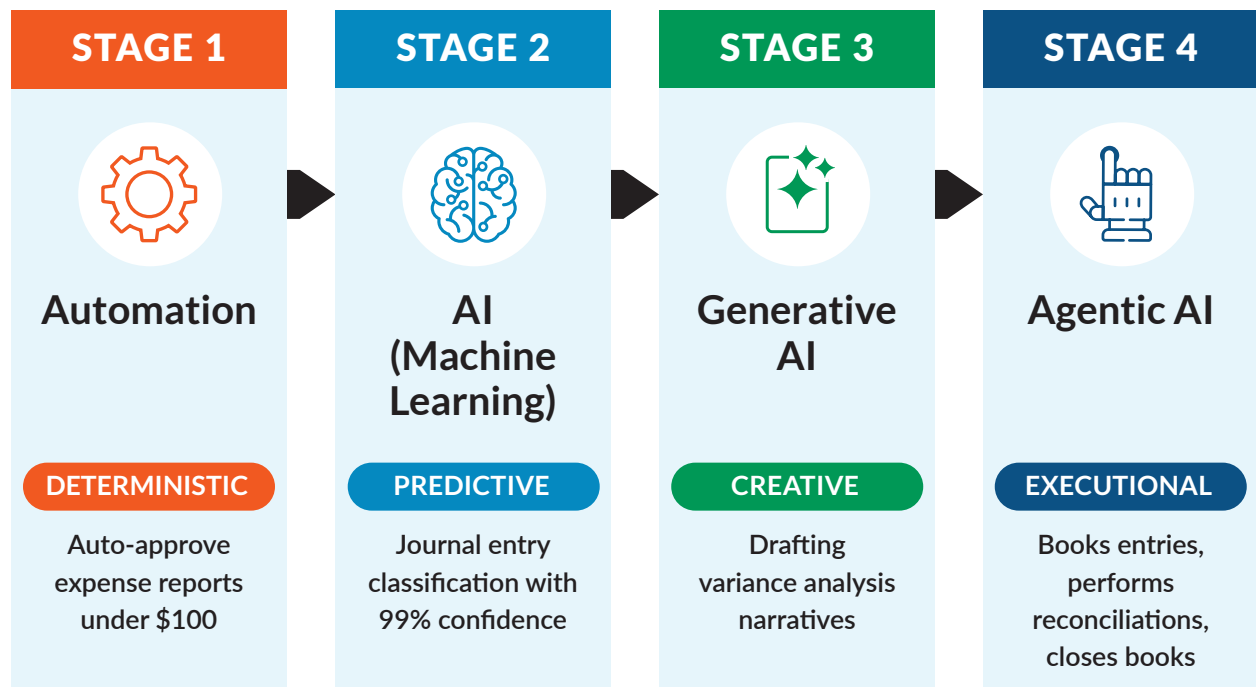 STAGE 1
Automation
DETERMINISTIC
Auto-approve
expense reports
under $100
STAGE 2
AI
(Machine
Learning)
PREDICTIVE
Journal entry
classification with
99% confidence
STAGE 3
Generative
AI
CREATIVE
Drafting
variance analysis
narratives
STAGE 4
Agentic AI
EXECUTIONAL
Books entries,
performs
reconciliations,
closes books